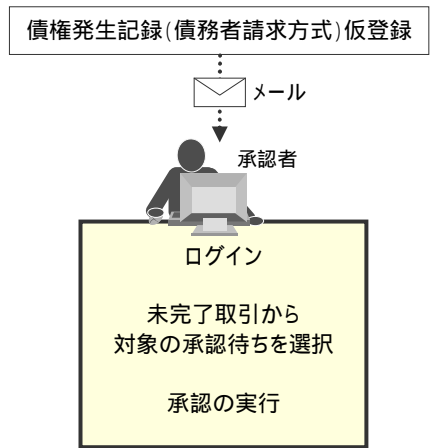 債権発生記録(債務者請求方式)仮登録
メール
承認者
ログイン
未完了取引から
対象の承認待ちを選択
承認の実行